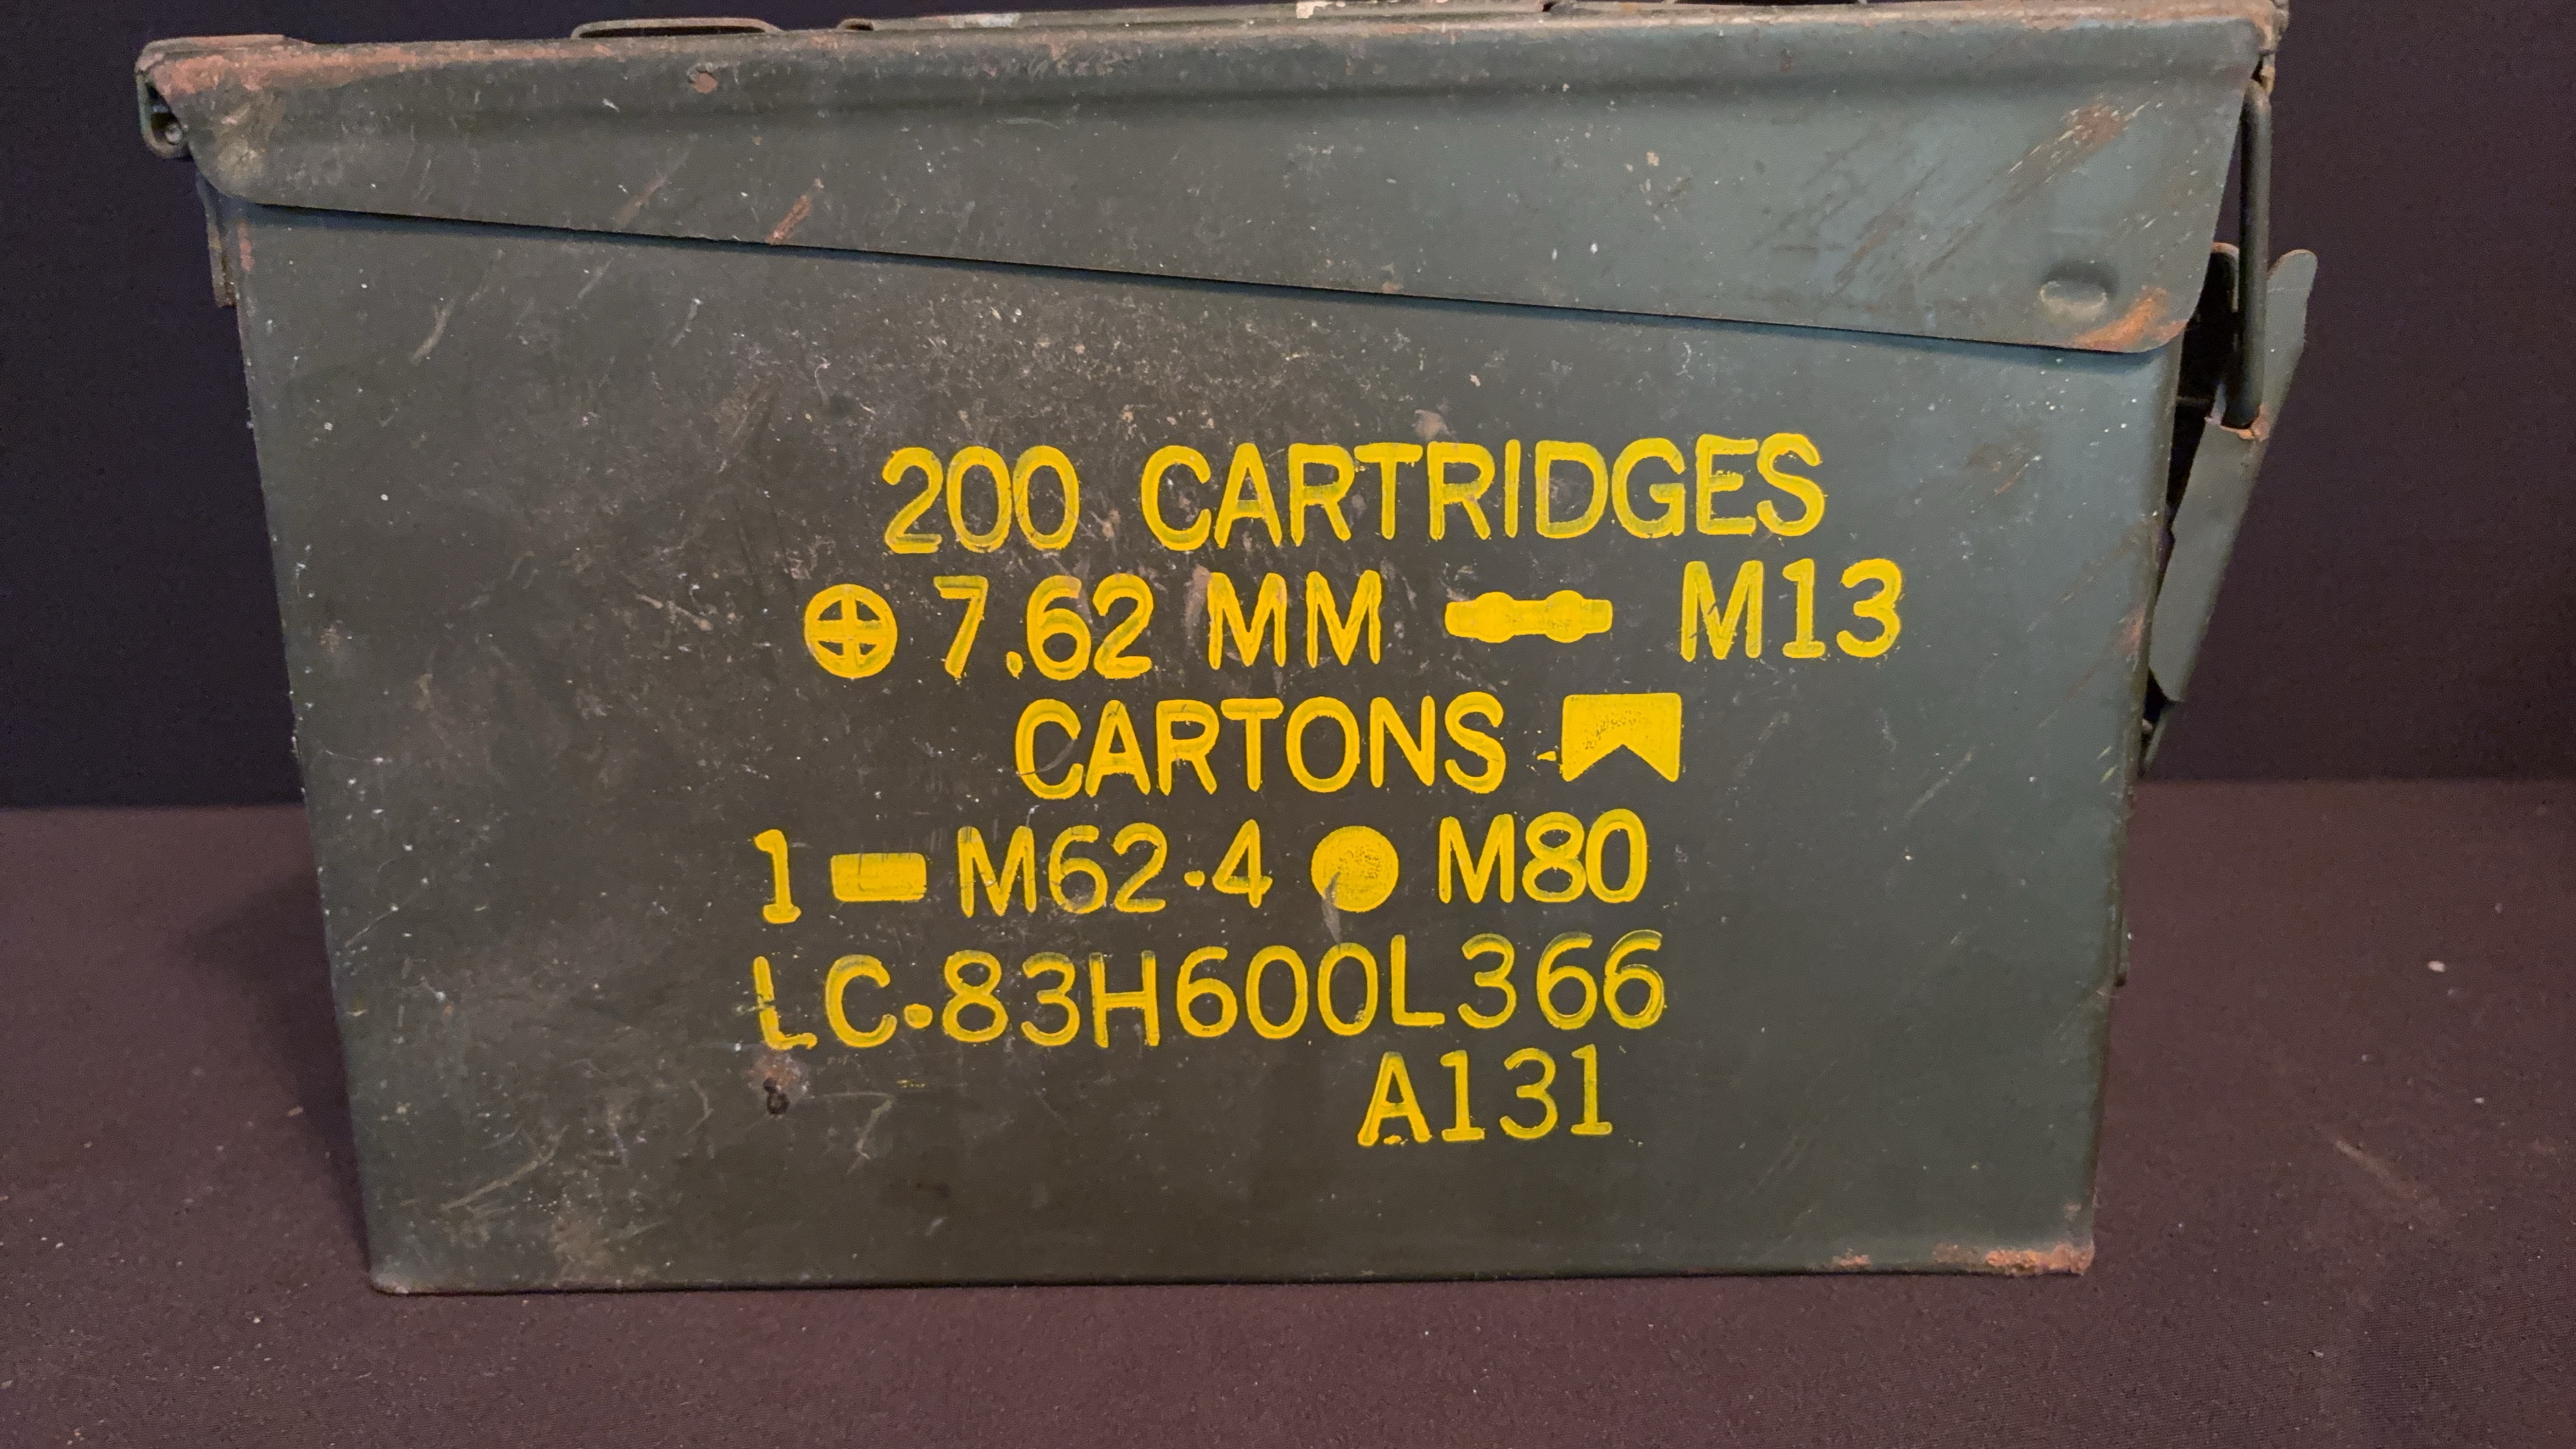 200 CARTRIDGES
7.62 MM M13
CARTONS
1 M62·4 M80
LC·83H600L366
A131